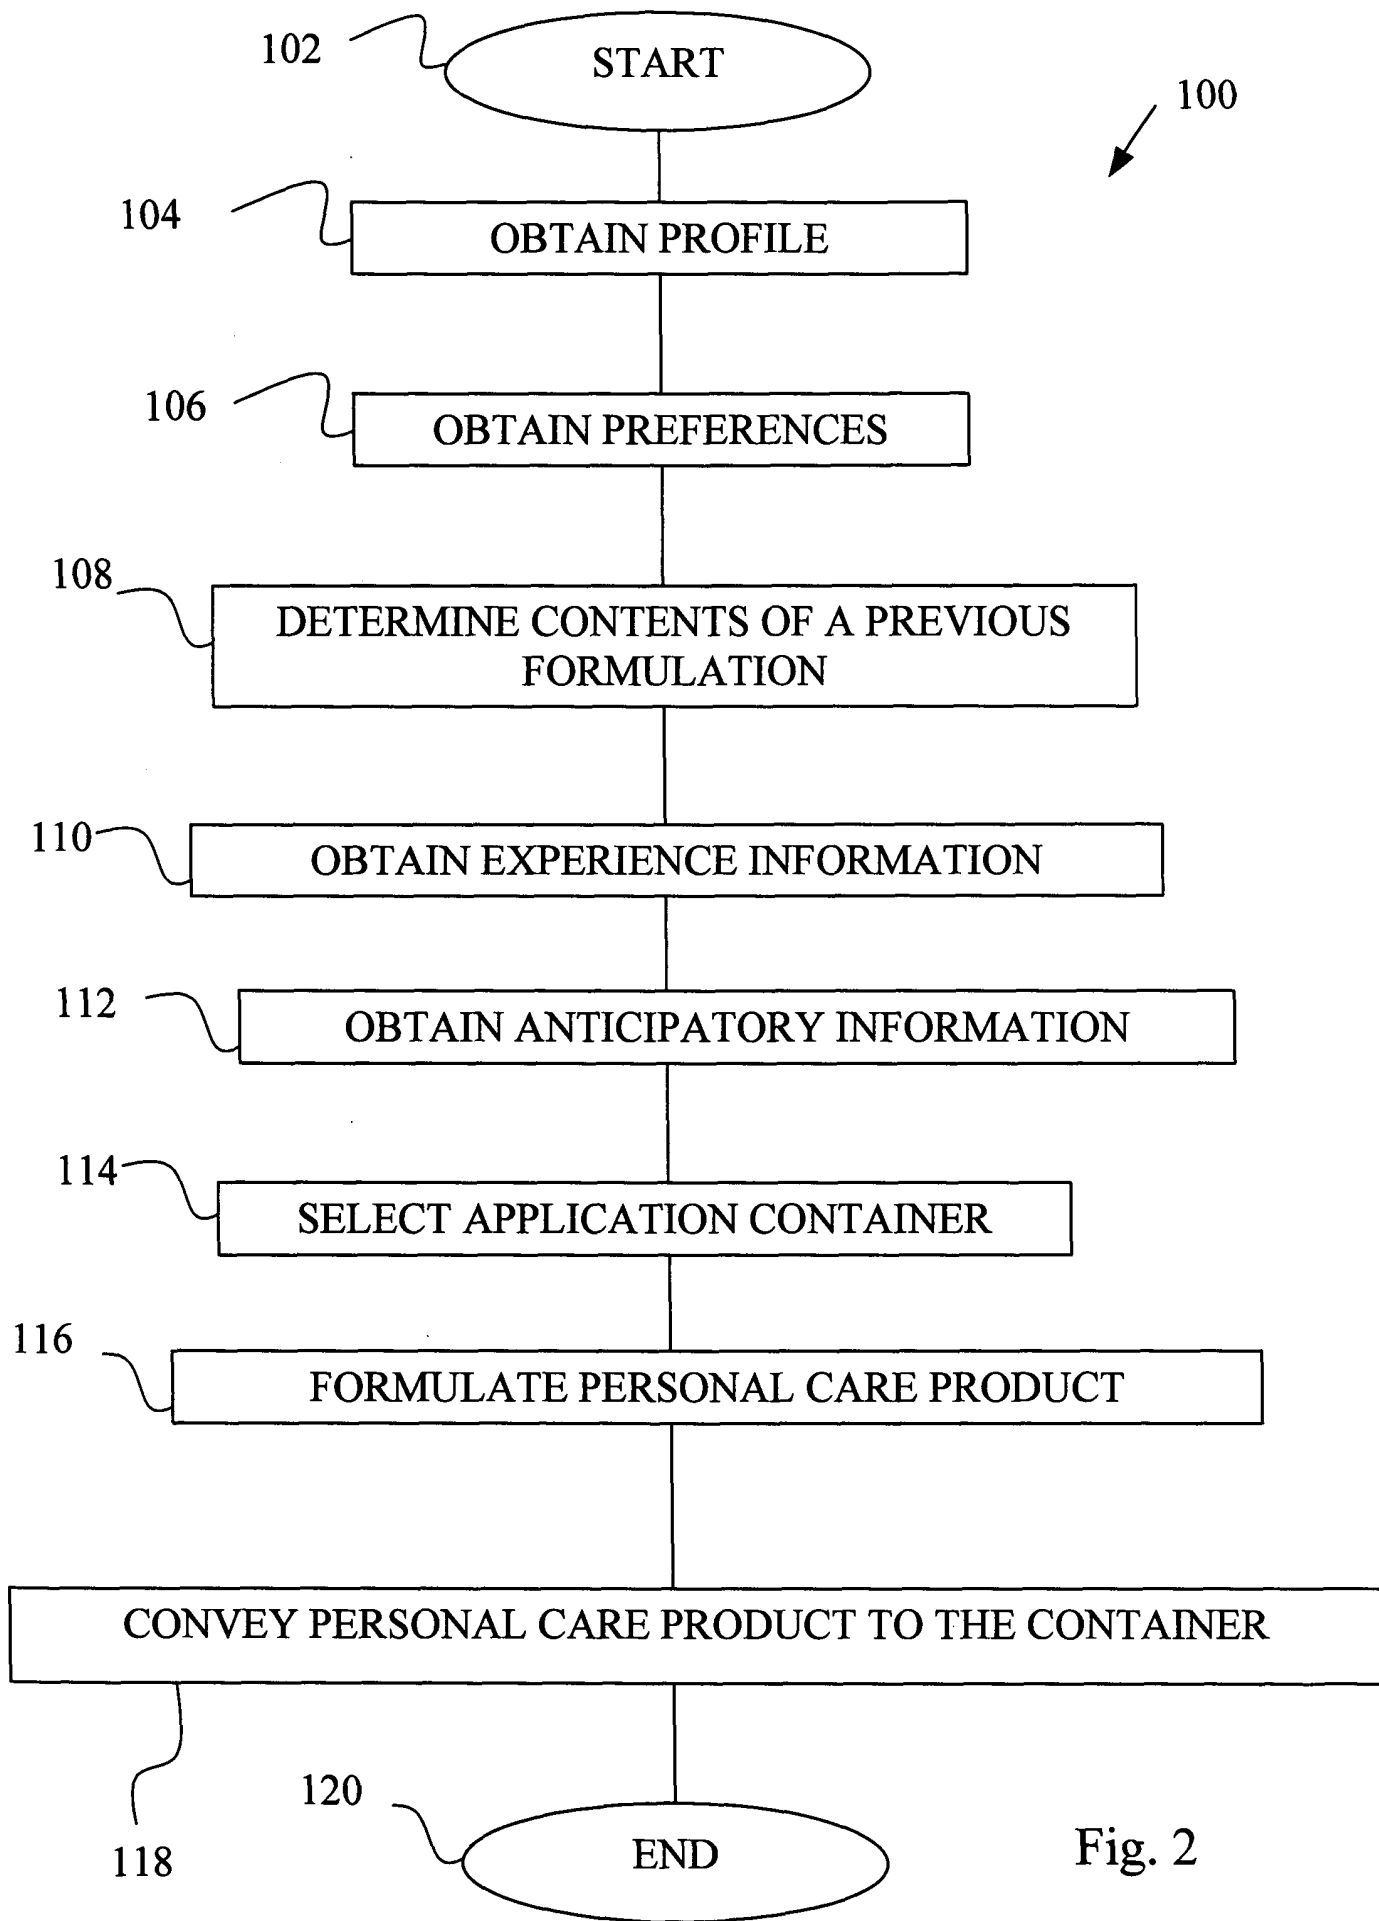 102
START
100
104
OBTAIN PROFILE
106
OBTAIN PREFERENCES
108
DETERMINE CONTENTS OF A PREVIOUS
FORMULATION
110
OBTAIN EXPERIENCE INFORMATION
112
OBTAIN ANTICIPATORY INFORMATION
114
SELECT APPLICATION CONTAINER
116
FORMULATE PERSONAL CARE PRODUCT
CONVEY PERSONAL CARE PRODUCT TO THE CONTAINER
118
120
END
Fig. 2